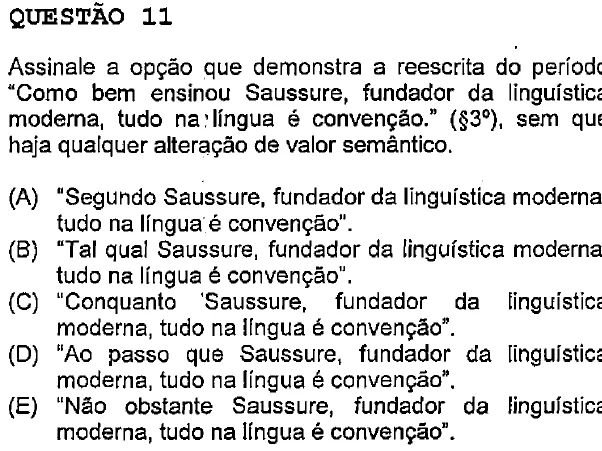 QUESTÃO 11
Assinale a opção que demonstra a reescrita do período
"Como bem ensinou Saussure, fundador da linguística
moderna, tudo na língua é convenção." (§3º), sem que
haja qualquer alteração de valor semântico.
(A) "Segundo Saussure, fundador da linguística moderna
tudo na língua é convenção".
(B) "Tal qual Saussure, fundador da linguística moderna
tudo na língua é convenção".
(C) "Conquanto Saussure, fundador da linguística
moderna, tudo na língua é convenção".
(D) "Ao passo que Saussure, fundador da linguística
moderna, tudo na língua é convenção".
(E) "Não obstante Saussure, fundador da linguística
moderna, tudo na língua é convenção".